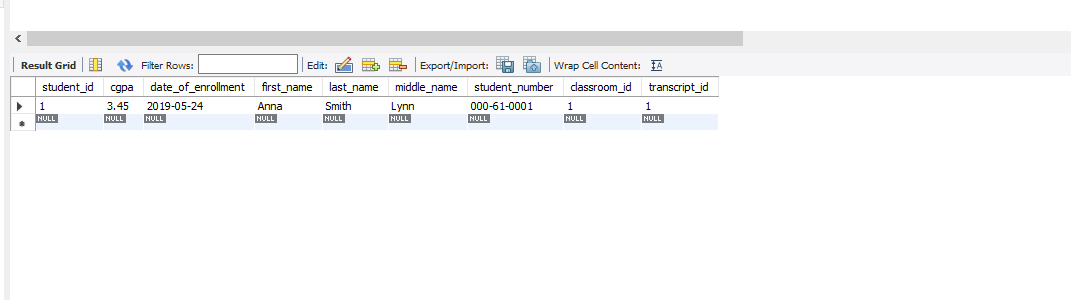 Result Grid Filter Rows: Edit: Export/Import: Wrap Cell Content: IA
student_id cgpa date_of_enrollment first_name last_name middle_name student_number classroom_id transcript_id
1 3.45 2019-05-24 Anna Smith Lynn 000-61-0001 1 1
NULL NULL NULL NULL NULL NULL NULL NULL NULL